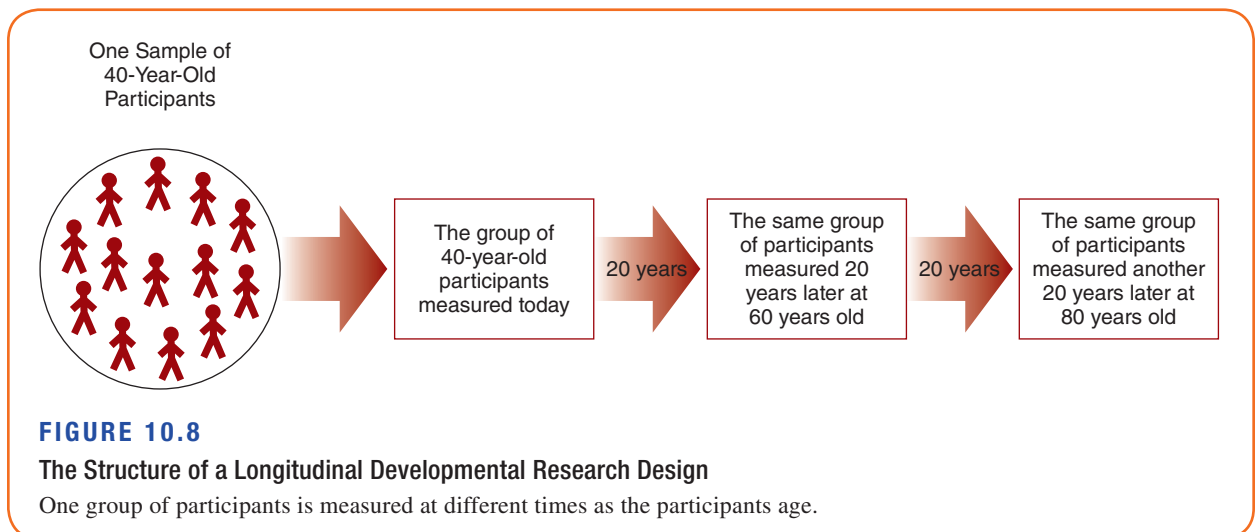 One Sample of
40-Year-Old
Participants
The group of
40-year-old
participants
measured today
20 years
The same group
of participants
measured 20
years later at
60 years old
20 years
The same group
of participants
measured another
20 years later at
80 years old
FIGURE 10.8
The Structure of a Longitudinal Developmental Research Design
One group of participants is measured at different times as the participants age.